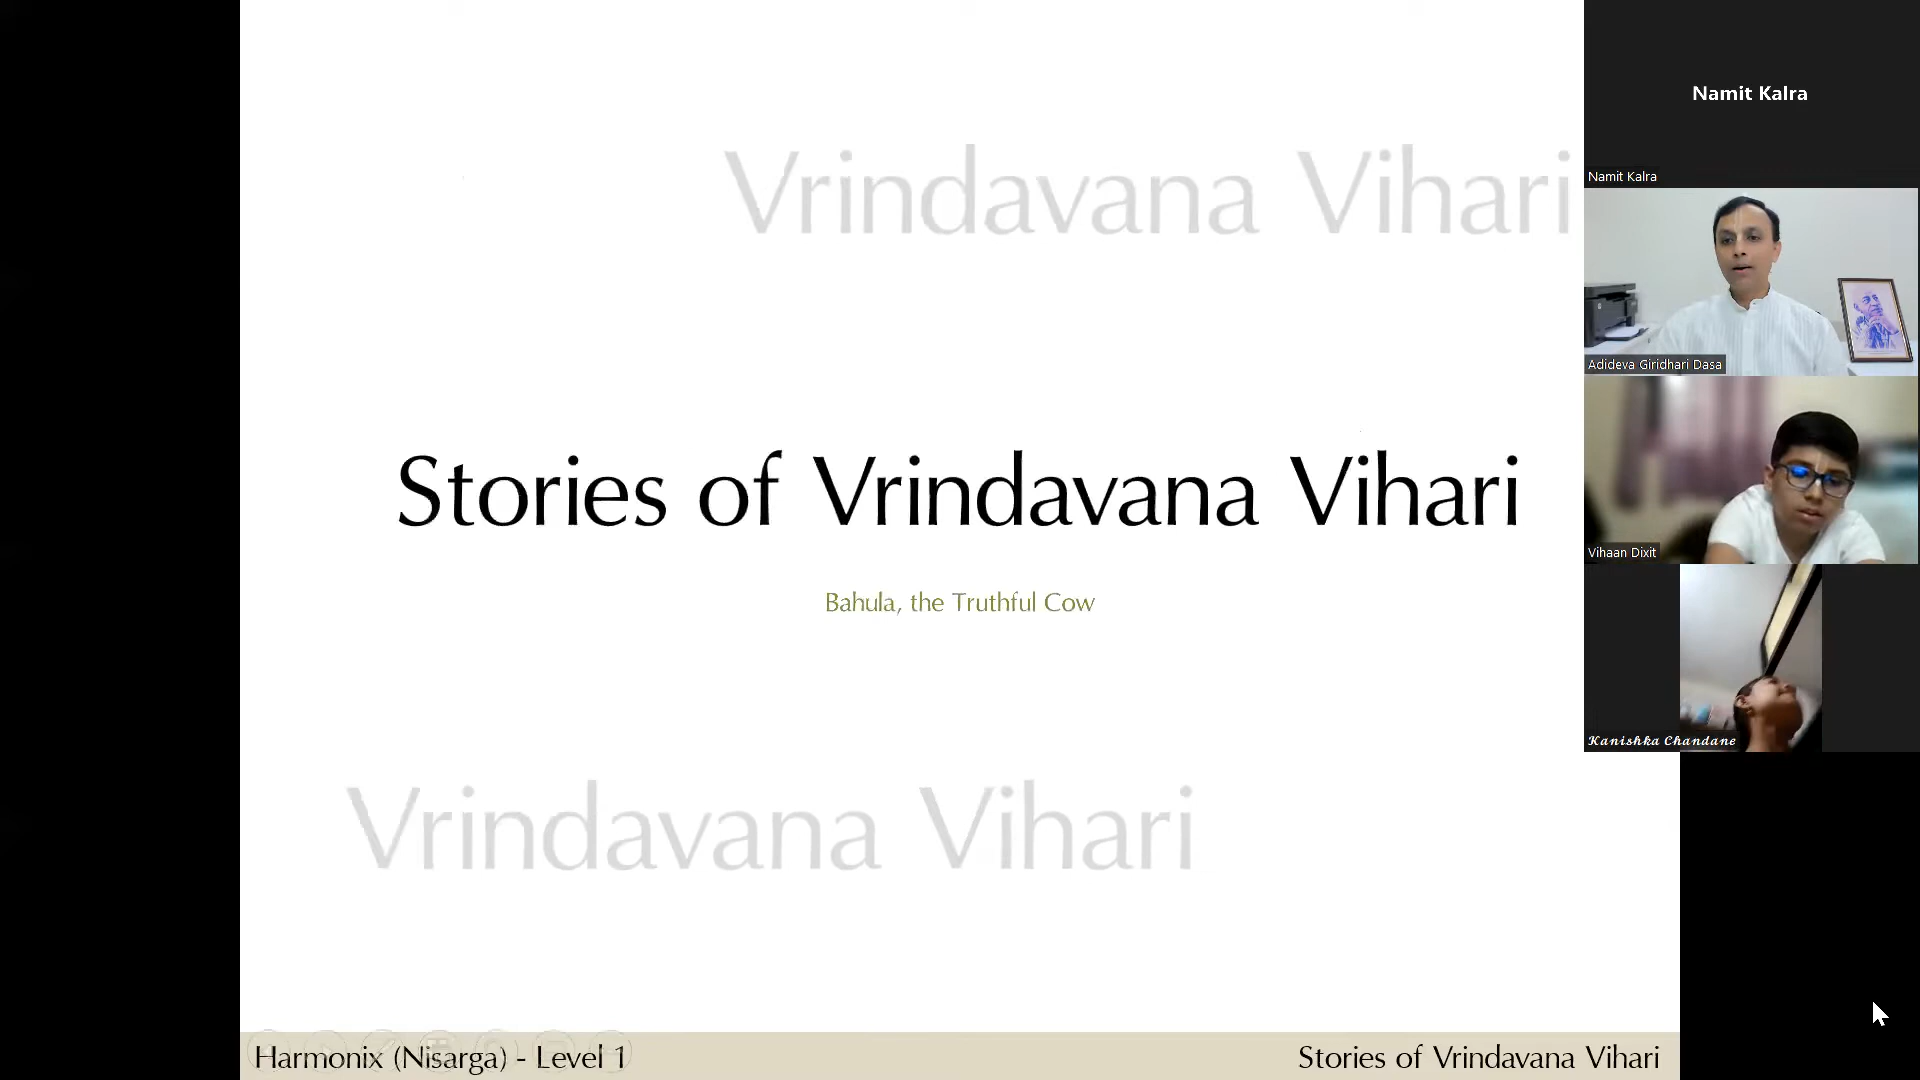 Vrindavana Vihari
Stories of Vrindavana Vihari
Bahula, the Truthful Cow
Vrindavana Vihari
Harmonix (Nisarga) - Level 1
Stories of Vrindavana Vihari
Namit Kalra
Namit Kalra
Adideva Giridhari Dasa
Vihaan Dixit
Kanishka Chandane